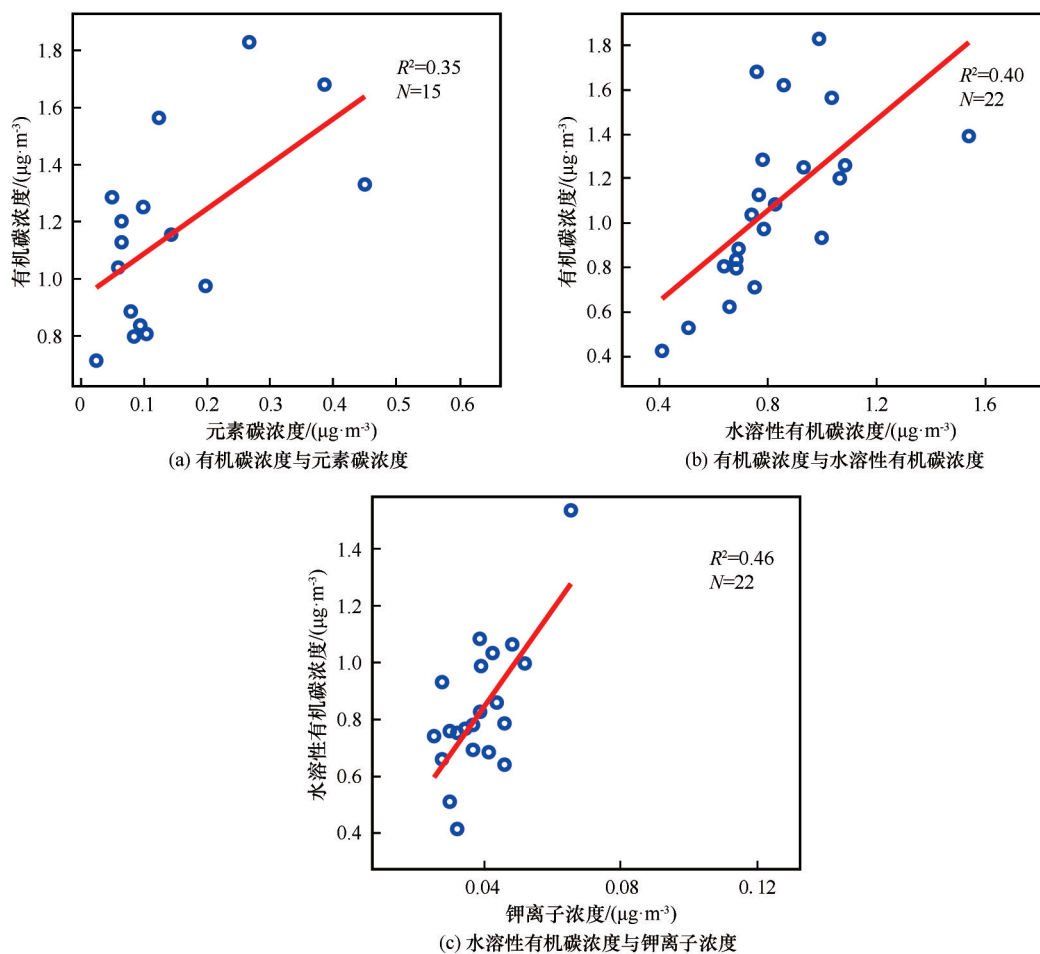 1.8
1.6
1.4
1.2
1.0
0.8
有机碳浓度/(μg·m⁻³)
R²=0.35
N=15
0 0.1 0.2 0.3 0.4 0.5 0.6
元素碳浓度/(μg·m⁻³)
(a) 有机碳浓度与元素碳浓度
1.8
1.6
1.4
1.2
1.0
0.8
0.6
0.4
有机碳浓度/(μg·m⁻³)
R²=0.40
N=22
0.4 0.8 1.2 1.6
水溶性有机碳浓度/(μg·m⁻³)
(b) 有机碳浓度与水溶性有机碳浓度
1.4
1.2
1.0
0.8
0.6
0.4
水溶性有机碳浓度/(μg·m⁻³)
R²=0.46
N=22
0.04 0.08 0.12
钾离子浓度/(μg·m⁻³)
(c) 水溶性有机碳浓度与钾离子浓度